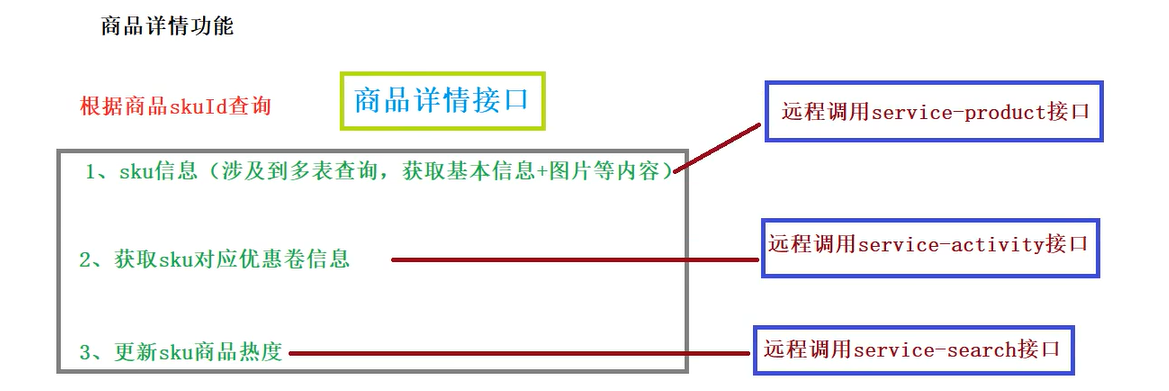 商品详情功能
根据商品skuId查询
商品详情接口
远程调用service-product接口
1、sku信息（涉及到多表查询，获取基本信息+图片等内容）
远程调用service-activity接口
2、获取sku对应优惠卷信息
3、更新sku商品热度
远程调用service-search接口